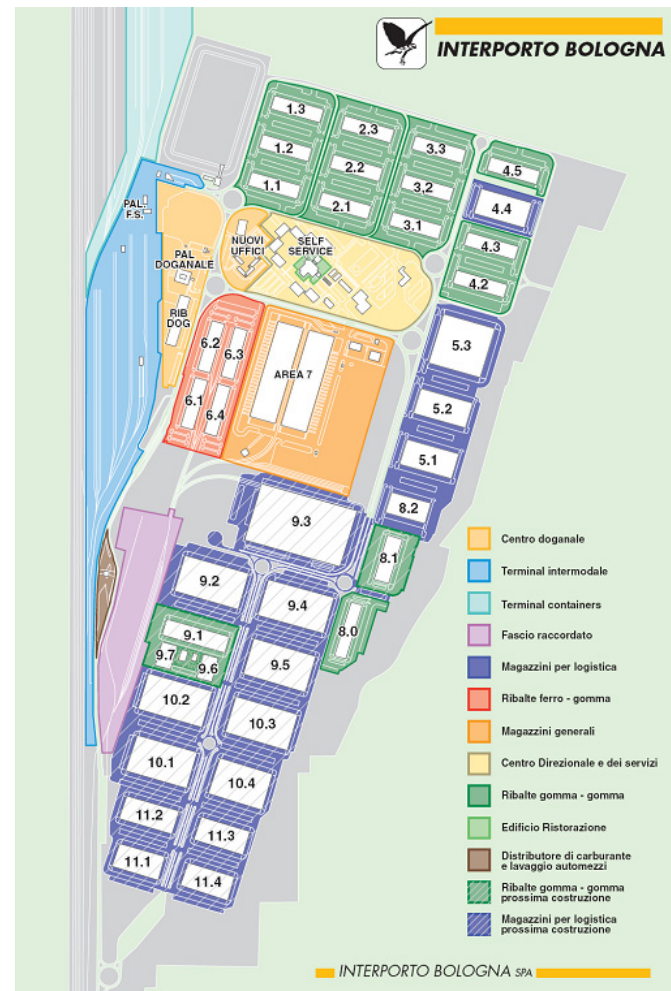 INTERPORTO BOLOGNA
1.3
2.3
3.3
1.2
2.2
3,2
4.5
1.1
2.1
3.1
4.4
PAL.
F.S.
NUOVI
UFFICI
SELF
SERVICE
4.3
PAL
DOGANALE
4.2
RIB
DOG
6.2
6.3
AREA 7
5.3
6.1
6.4
5.2
5.1
8.2
9.3
8.1
9.2
9.4
8.0
9.1
9.7
9.6
9.5
10.2
10.3
10.1
10.4
11.2
11.3
11.1
11.4
Centro doganale
Terminal intermodale
Terminal containers
Fascio raccordato
Magazzini per logistica
Ribalte ferro - gomma
Magazzini generali
Centro Direzionale e dei servizi
Ribalte gomma - gomma
Edificio Ristorazione
Distributore di carburante
e lavaggio automezzi
Ribalte gomma - gomma
prossima costruzione
Magazzini per logistica
prossima costruzione
INTERPORTO BOLOGNA SPA